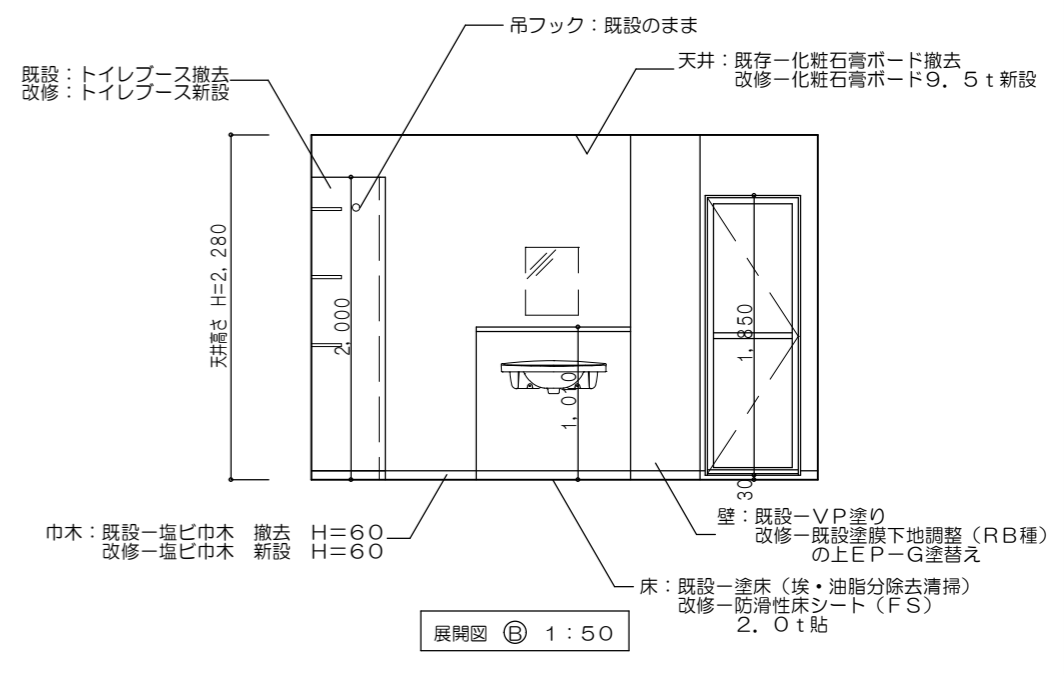 吊フック：既設のまま
既設：トイレブース撤去
改修：トイレブース新設
天井：既存ー化粧石膏ボード撤去
改修ー化粧石膏ボード９．５ｔ新設
天井高さ H=2,280
2,000
1,010
1,850
30
巾木：既設ー塩ビ巾木　撤去　Ｈ＝６０
改修ー塩ビ巾木　新設　Ｈ＝６０
壁：既設ーＶＰ塗り
改修ー既設塗膜下地調整（ＲＢ種）
の上ＥＰーＧ塗替え
床：既設ー塗床（埃・油脂分除去清掃）
改修ー防滑性床シート（ＦＳ）
２．０ｔ貼
展開図　Ⓑ　１：５０